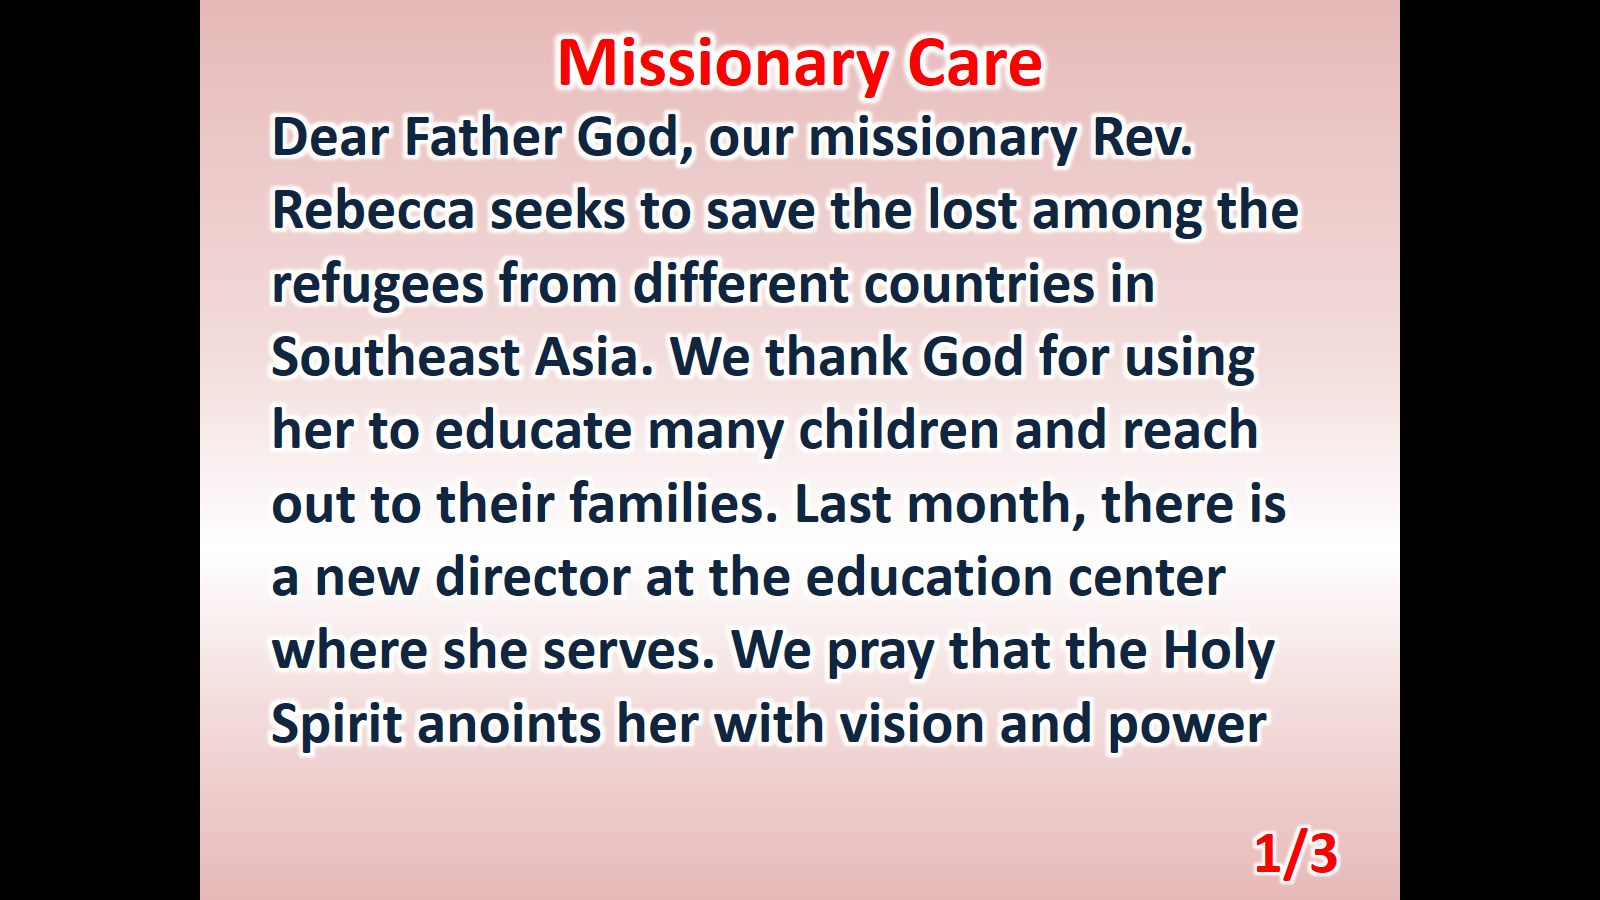 Missionary Care
Dear Father God, our missionary Rev.
Rebecca seeks to save the lost among the
refugees from different countries in
Southeast Asia. We thank God for using
her to educate many children and reach
out to their families. Last month, there is
a new director at the education center
where she serves. We pray that the Holy
Spirit anoints her with vision and power
1/3